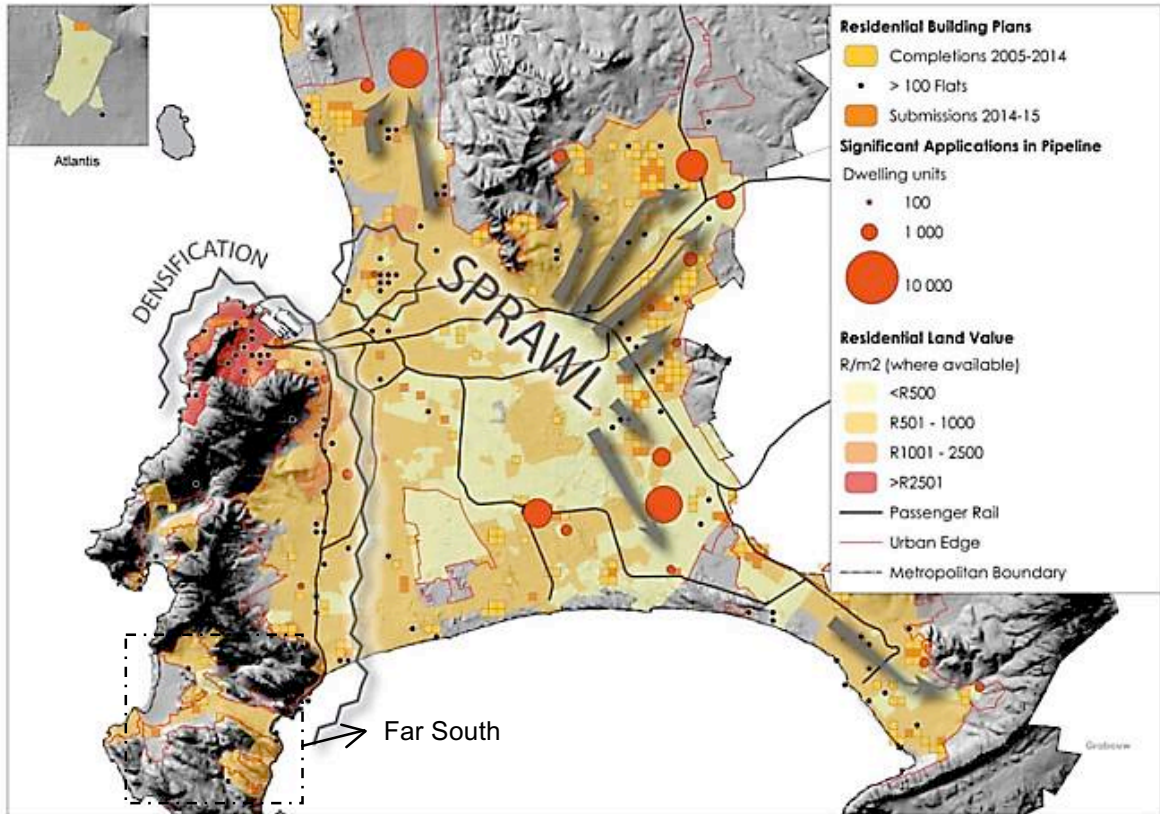 Atlantis
DENSIFICATION
SPRAWL
Far South
Grabouw
Residential Building Plans
Completions 2005-2014
> 100 Flats
Submissions 2014-15
Significant Applications in Pipeline
Dwelling units
100
1 000
10 000
Residential Land Value
R/m2 (where available)
<R500
R501 - 1000
R1001 - 2500
>R2501
Passenger Rail
Urban Edge
Metropolitan Boundary